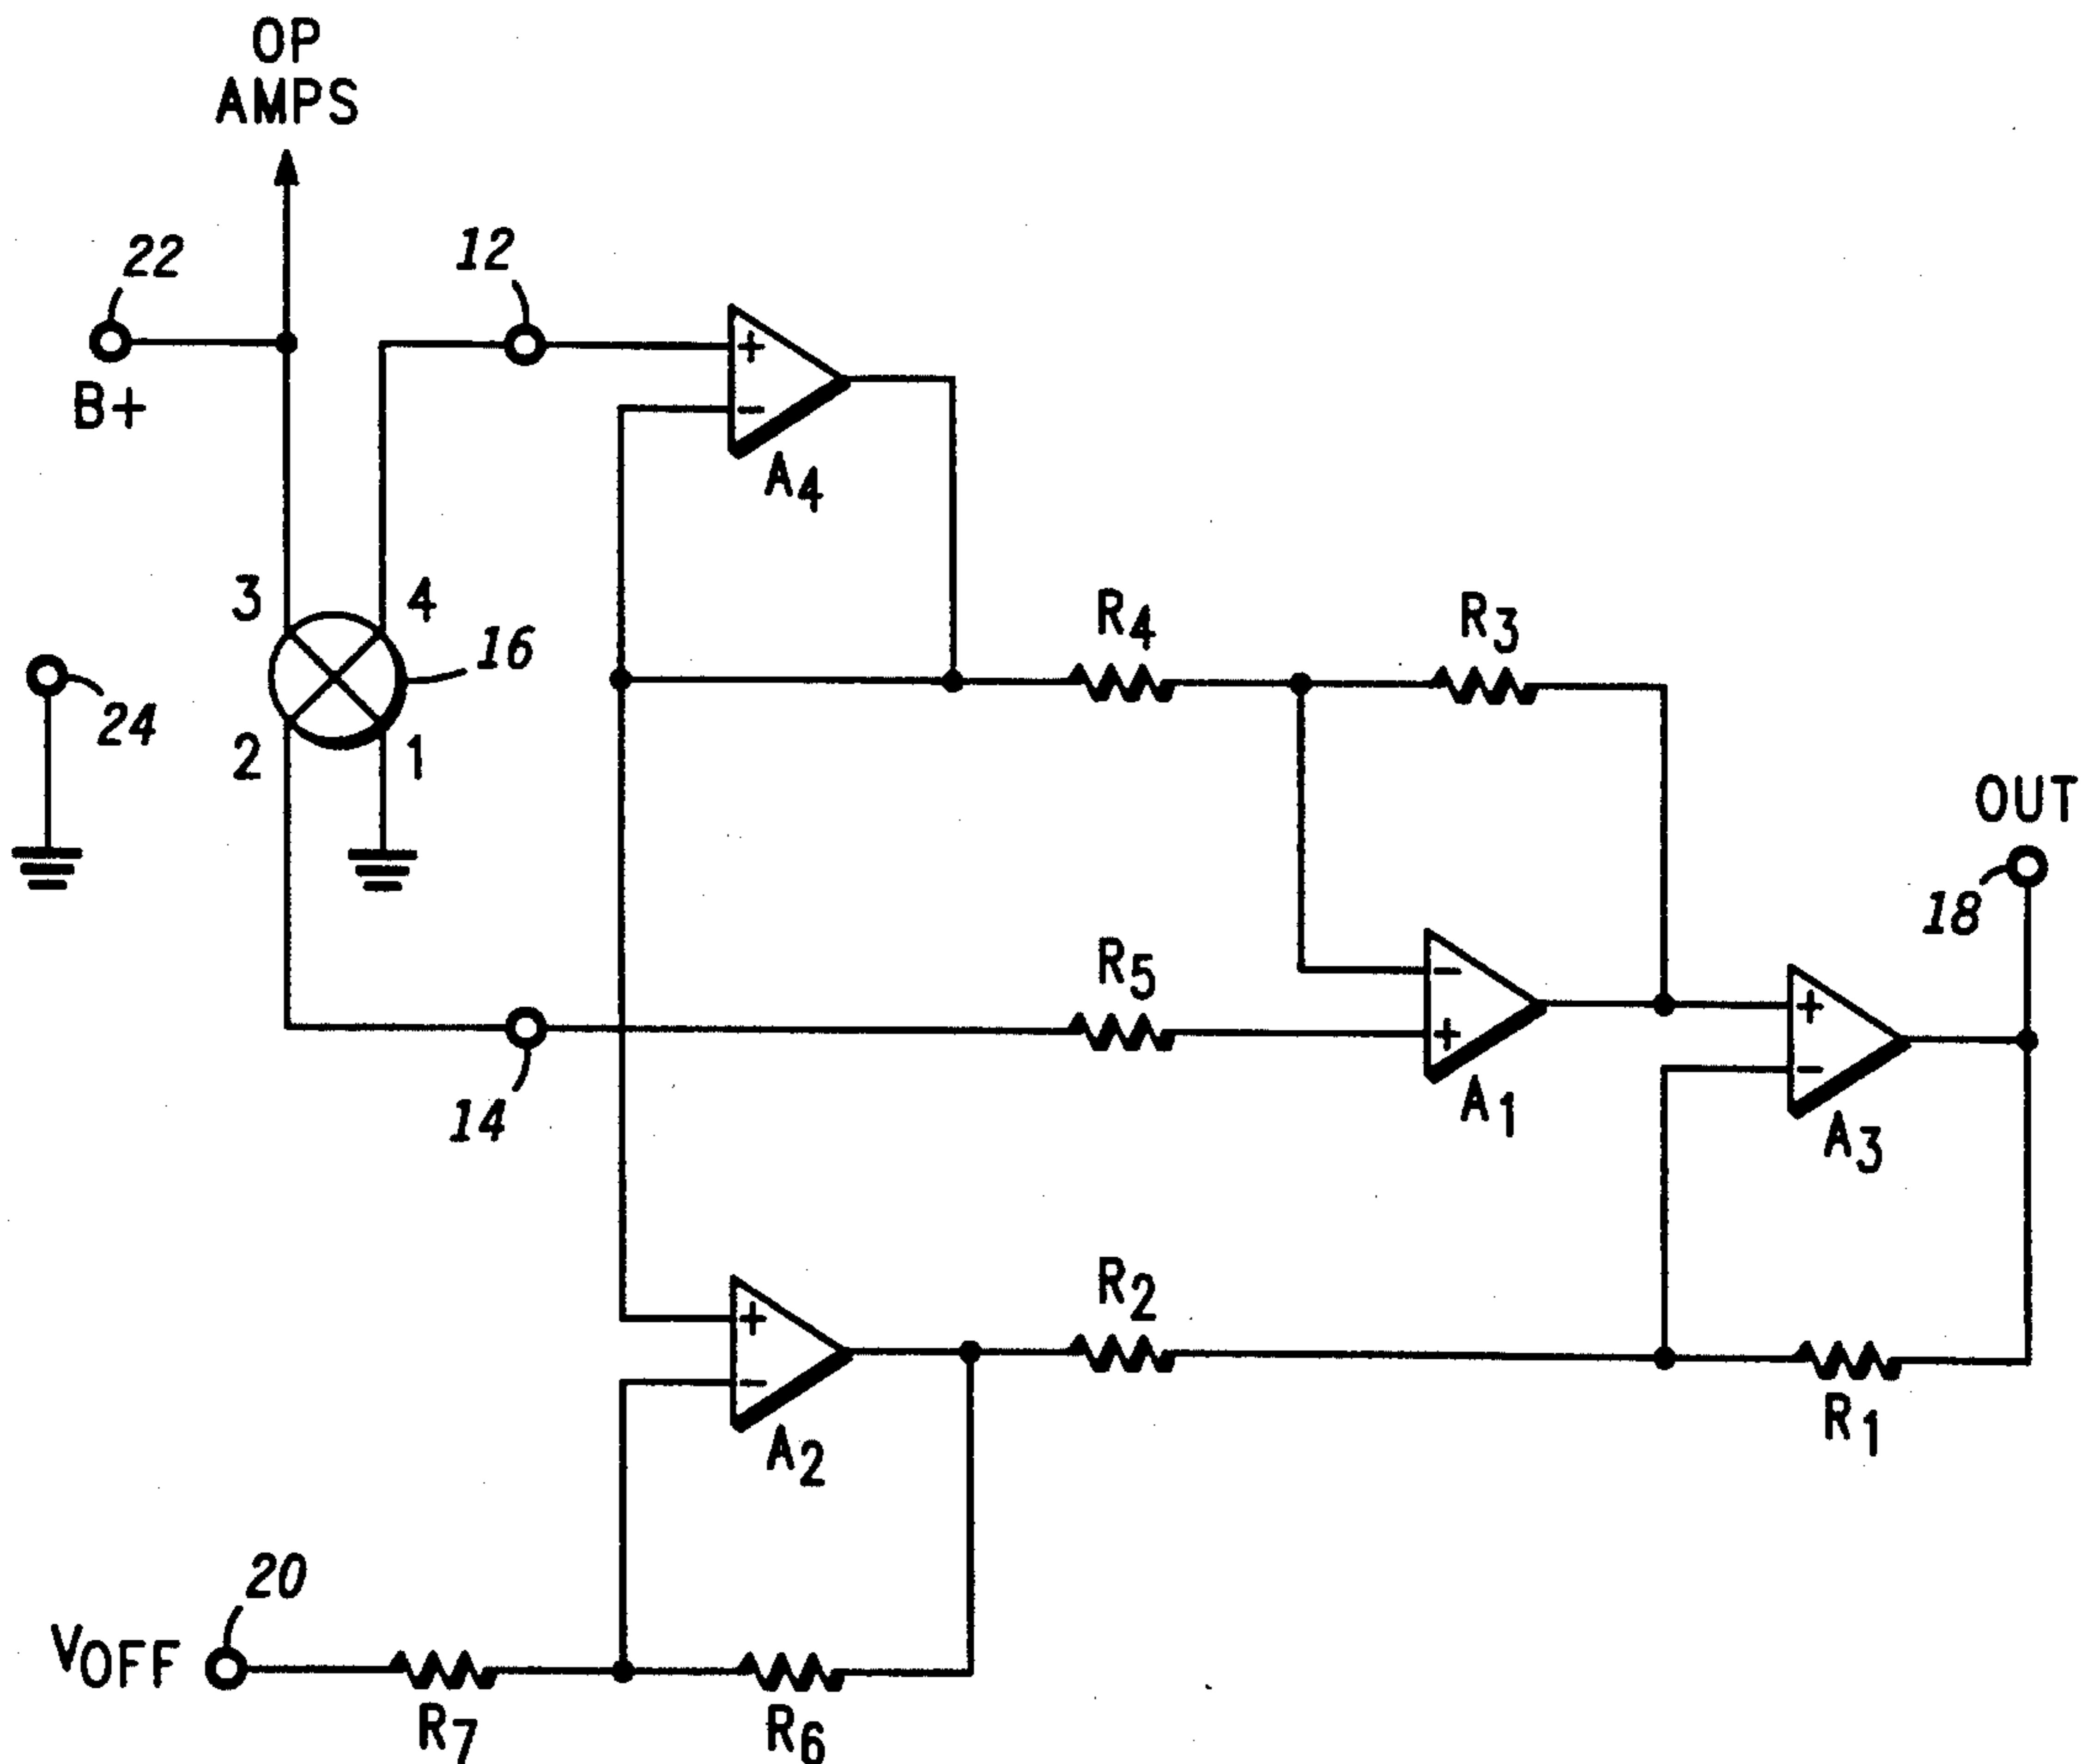 OP
AMPS
22
12
B+
+
−
A4
3
4
16
R4
R3
24
2
1
OUT
18
R5
−
+
+
−
14
A1
A3
R2
+
−
A2
R1
20
VOFF
R7
R6